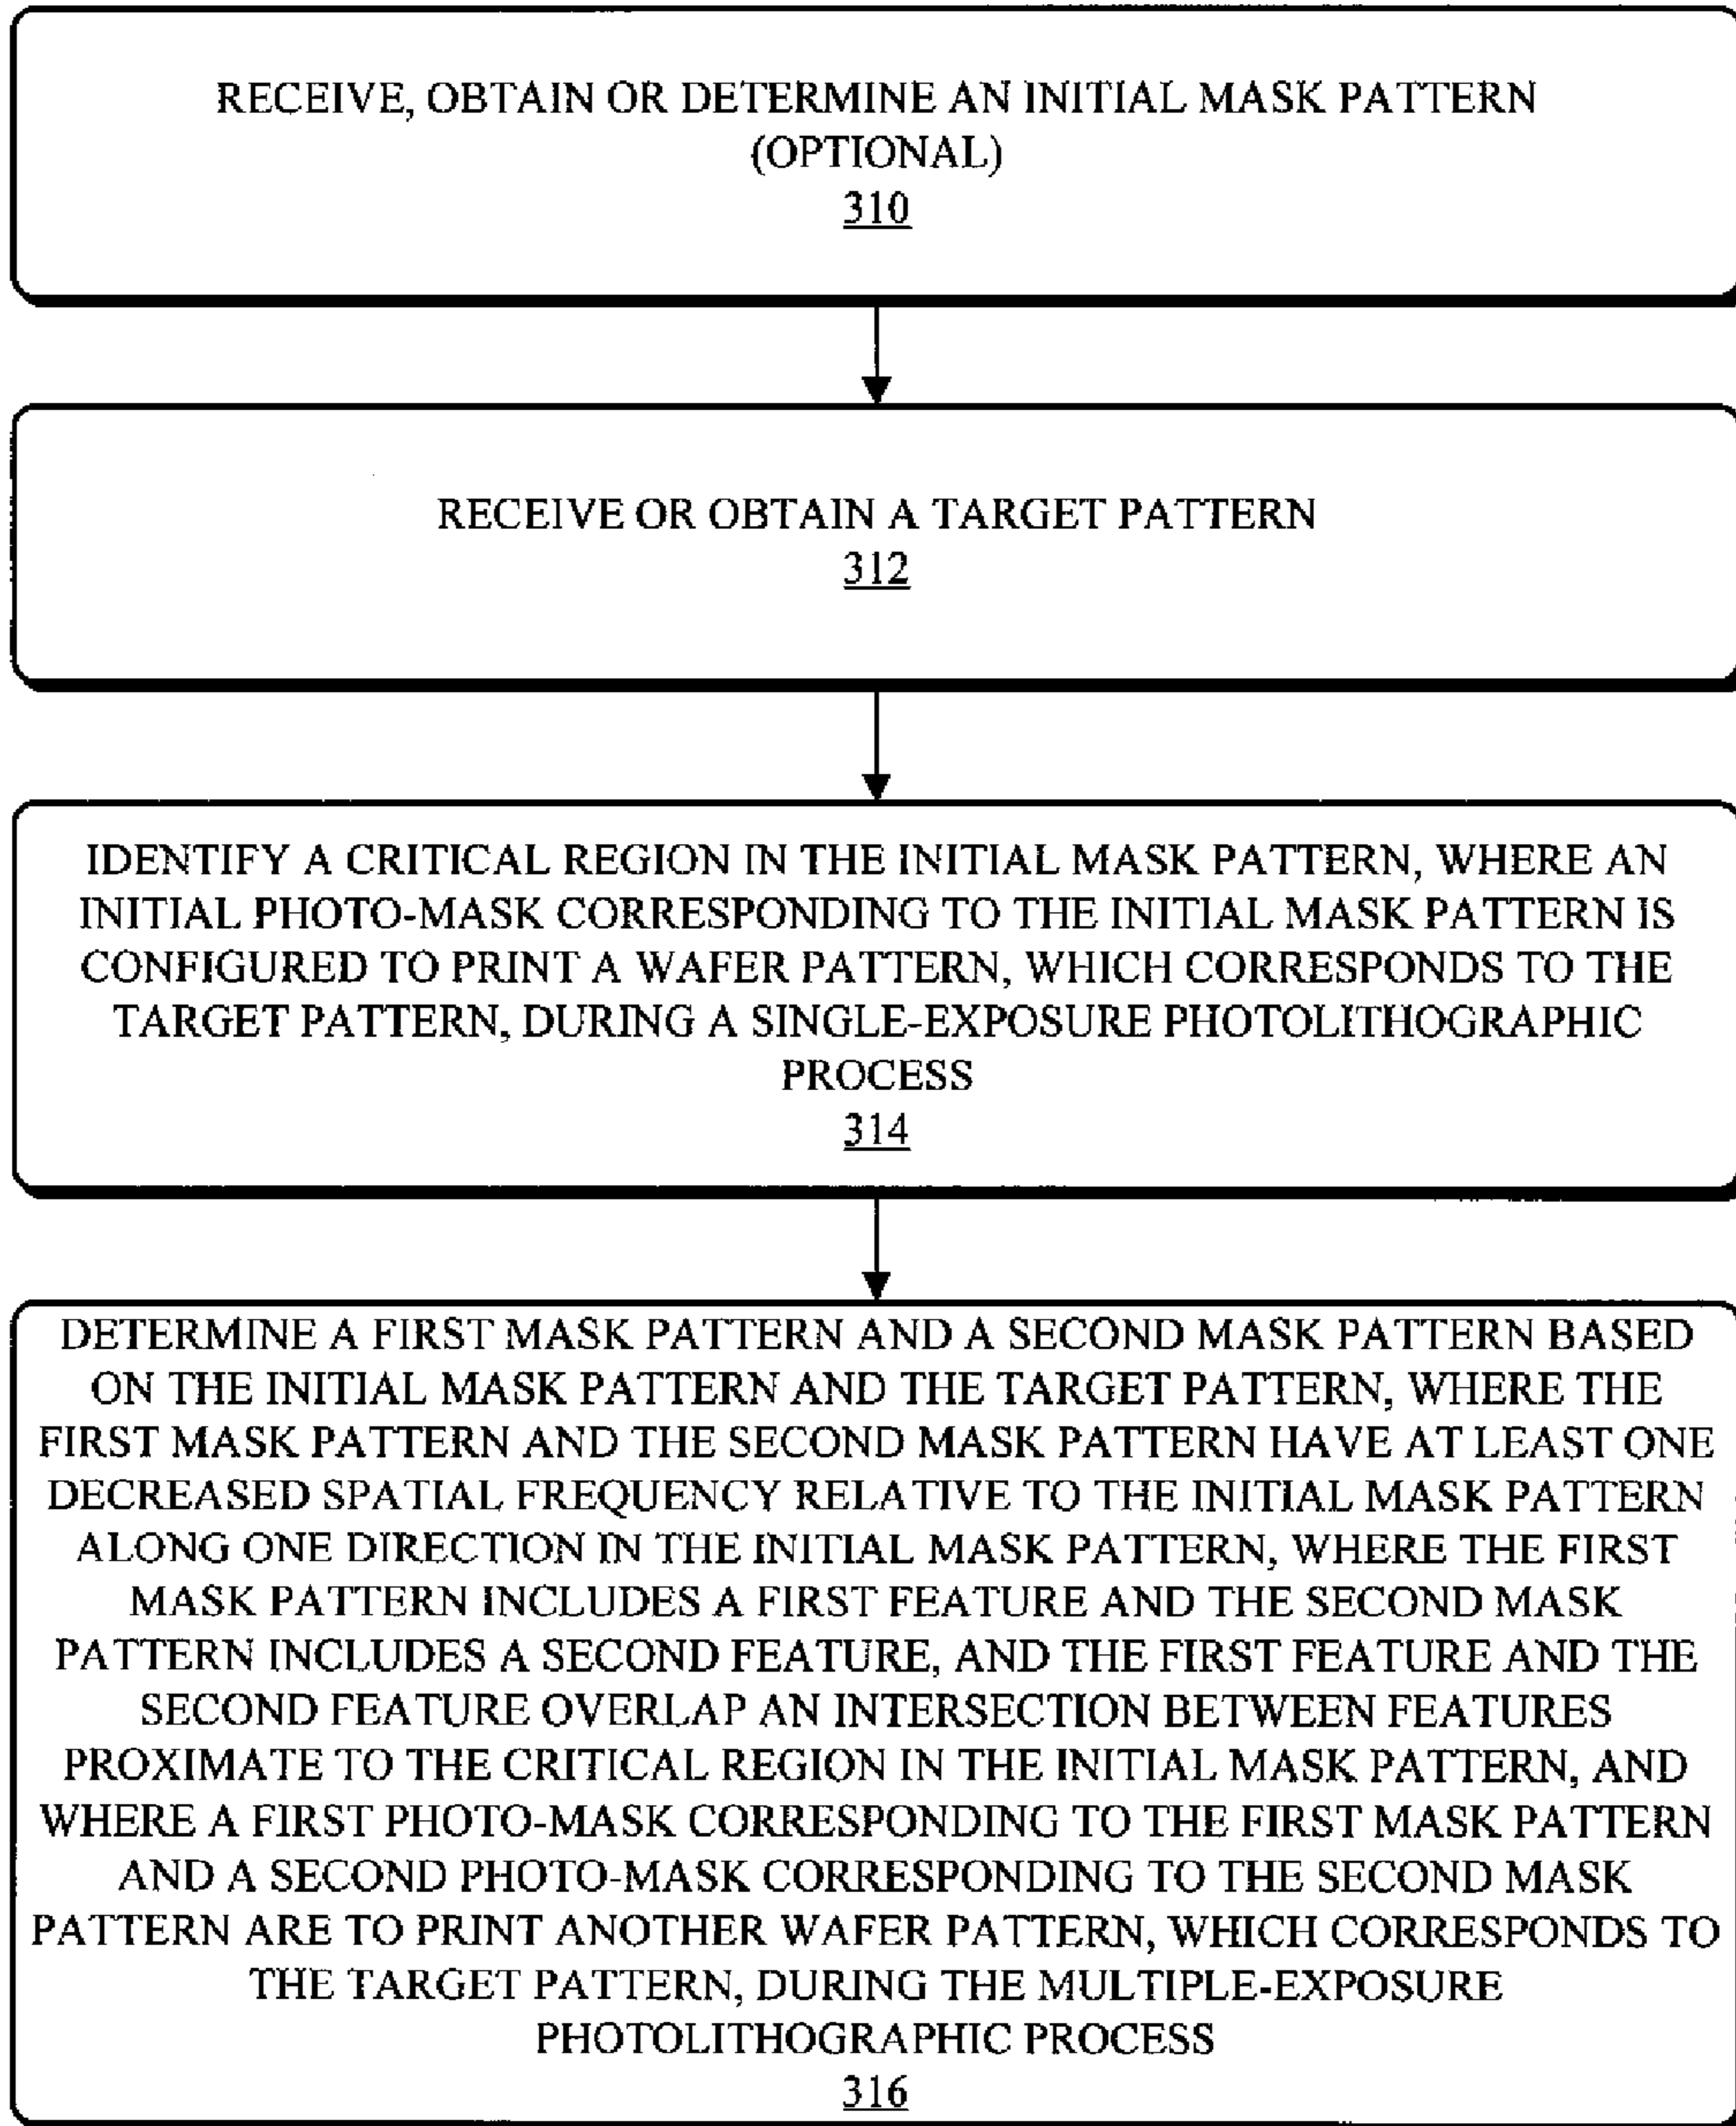 RECEIVE, OBTAIN OR DETERMINE AN INITIAL MASK PATTERN
(OPTIONAL)
310
RECEIVE OR OBTAIN A TARGET PATTERN
312
IDENTIFY A CRITICAL REGION IN THE INITIAL MASK PATTERN, WHERE AN
INITIAL PHOTO-MASK CORRESPONDING TO THE INITIAL MASK PATTERN IS
CONFIGURED TO PRINT A WAFER PATTERN, WHICH CORRESPONDS TO THE
TARGET PATTERN, DURING A SINGLE-EXPOSURE PHOTOLITHOGRAPHIC
PROCESS
314
DETERMINE A FIRST MASK PATTERN AND A SECOND MASK PATTERN BASED
ON THE INITIAL MASK PATTERN AND THE TARGET PATTERN, WHERE THE
FIRST MASK PATTERN AND THE SECOND MASK PATTERN HAVE AT LEAST ONE
DECREASED SPATIAL FREQUENCY RELATIVE TO THE INITIAL MASK PATTERN
ALONG ONE DIRECTION IN THE INITIAL MASK PATTERN, WHERE THE FIRST
MASK PATTERN INCLUDES A FIRST FEATURE AND THE SECOND MASK
PATTERN INCLUDES A SECOND FEATURE, AND THE FIRST FEATURE AND THE
SECOND FEATURE OVERLAP AN INTERSECTION BETWEEN FEATURES
PROXIMATE TO THE CRITICAL REGION IN THE INITIAL MASK PATTERN, AND
WHERE A FIRST PHOTO-MASK CORRESPONDING TO THE FIRST MASK PATTERN
AND A SECOND PHOTO-MASK CORRESPONDING TO THE SECOND MASK
PATTERN ARE TO PRINT ANOTHER WAFER PATTERN, WHICH CORRESPONDS TO
THE TARGET PATTERN, DURING THE MULTIPLE-EXPOSURE
PHOTOLITHOGRAPHIC PROCESS
316